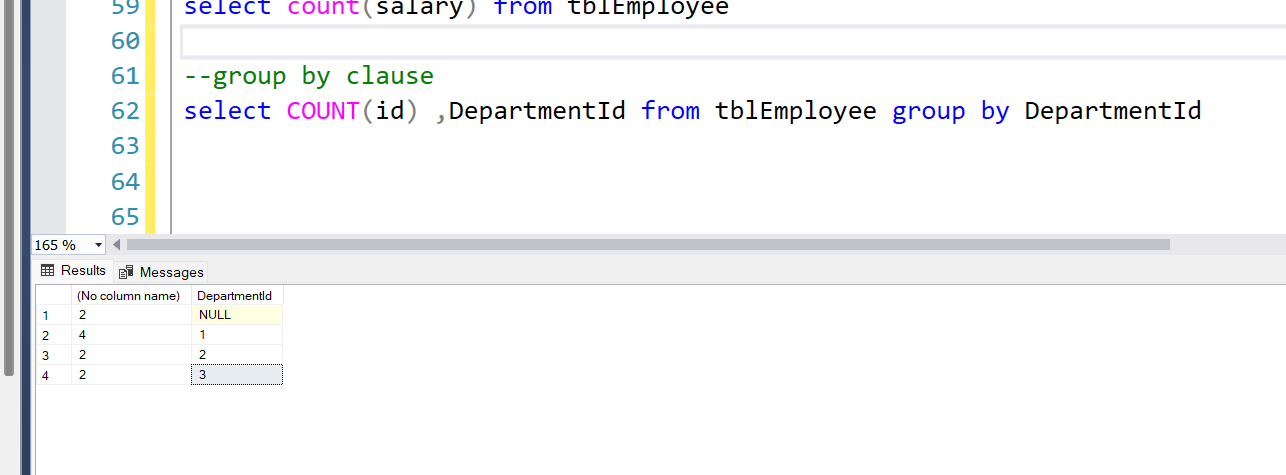 59 select count(salary) from tblEmployee
60
61 --group by clause
62 select COUNT(id) ,DepartmentId from tblEmployee group by DepartmentId
63
64
65
165 %
Results Messages
(No column name) DepartmentId
1 2 NULL
2 4 1
3 2 2
4 2 3